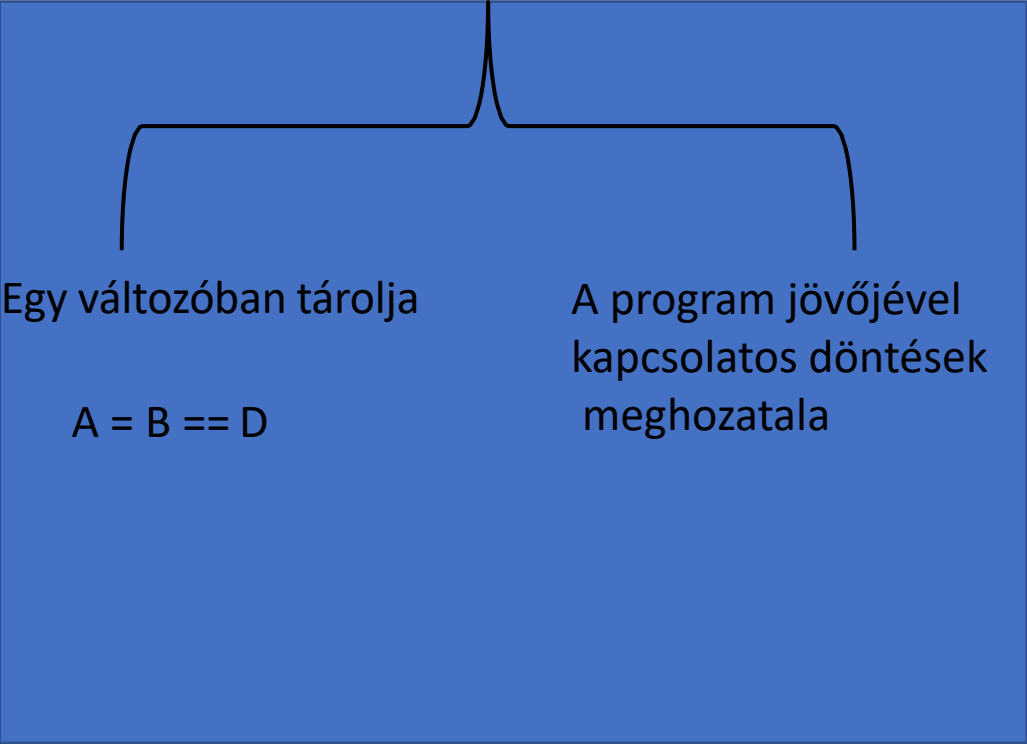 Egy változóban tárolja
A = B == D
A program jövőjével
kapcsolatos döntések
meghozatala